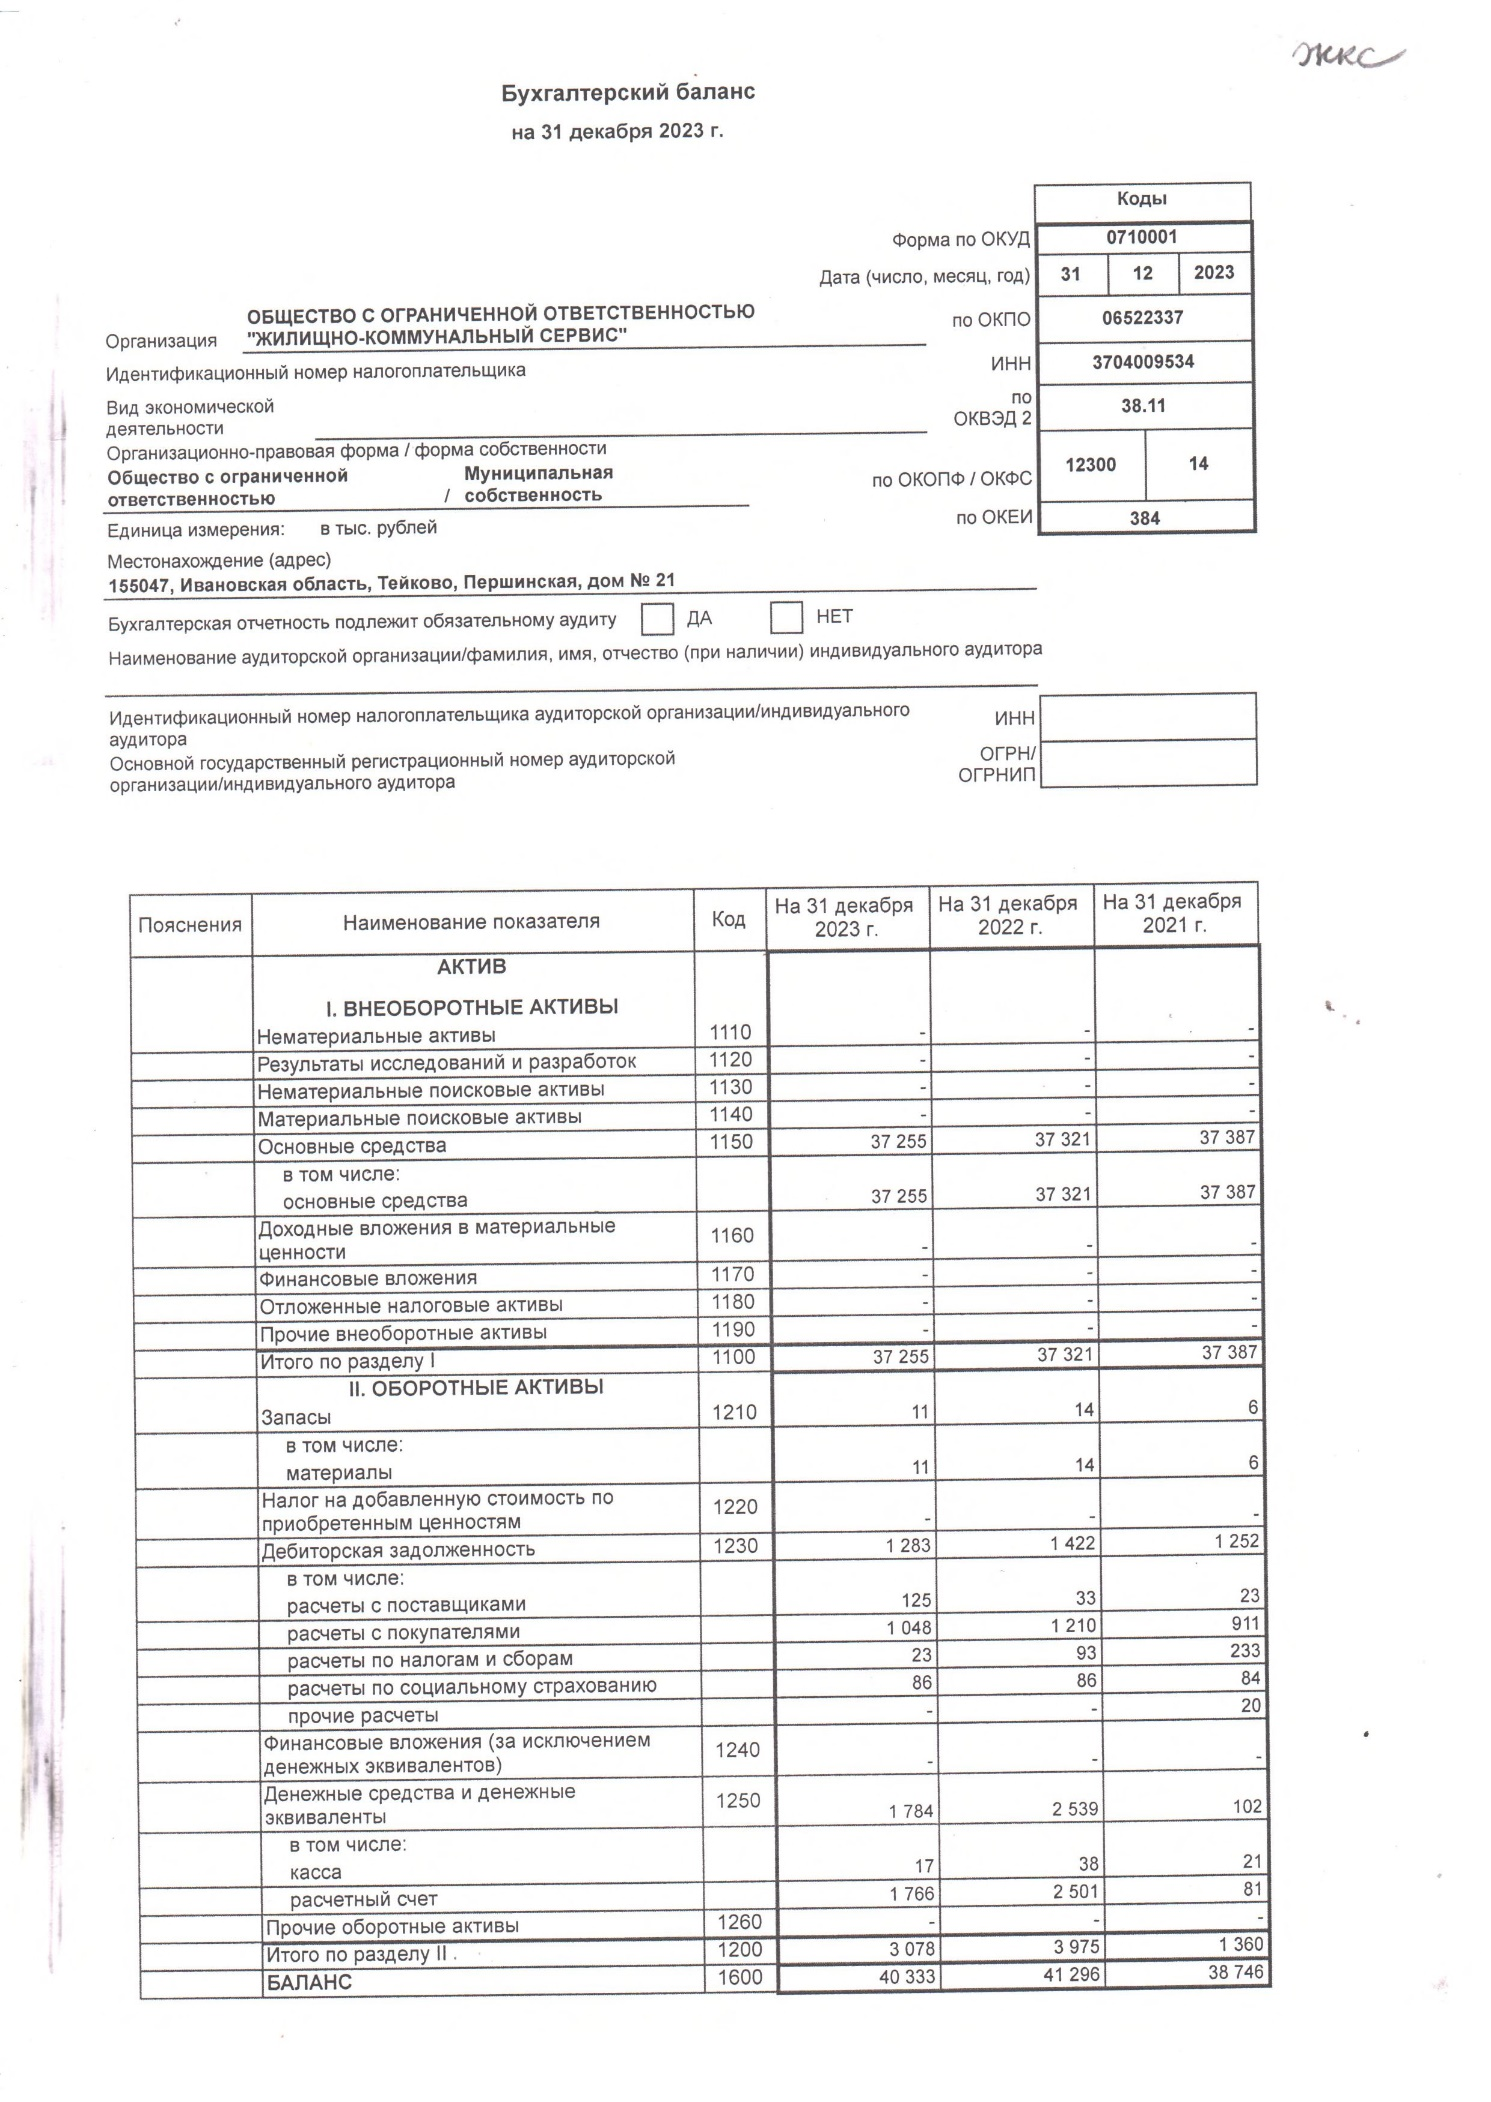 жкс
Бухгалтерский баланс
на 31 декабря 2023 г.
Коды
Форма по ОКУД 0710001
Дата (число, месяц, год) 31 12 2023
ОБЩЕСТВО С ОГРАНИЧЕННОЙ ОТВЕТСТВЕННОСТЬЮ
Организация "ЖИЛИЩНО-КОММУНАЛЬНЫЙ СЕРВИС" по ОКПО 06522337
Идентификационный номер налогоплательщика ИНН 3704009534
Вид экономической
деятельности
по
ОКВЭД 2 38.11
Организационно-правовая форма / форма собственности
Общество с ограниченной
ответственностью / Муниципальная
собственность
по ОКОПФ / ОКФС 12300 14
Единица измерения: в тыс. рублей по ОКЕИ 384
Местонахождение (адрес)
155047, Ивановская область, Тейково, Першинская, дом № 21
Бухгалтерская отчетность подлежит обязательному аудиту ДА НЕТ
Наименование аудиторской организации/фамилия, имя, отчество (при наличии) индивидуального аудитора
Идентификационный номер налогоплательщика аудиторской организации/индивидуального ИНН
аудитора
Основной государственный регистрационный номер аудиторской ОГРН/
организации/индивидуального аудитора ОГРНИП
Пояснения Наименование показателя Код На 31 декабря 2023 г. На 31 декабря 2022 г. На 31 декабря 2021 г.
АКТИВ
I. ВНЕОБОРОТНЫЕ АКТИВЫ
Нематериальные активы 1110 - - -
Результаты исследований и разработок 1120 - - -
Нематериальные поисковые активы 1130 - - -
Материальные поисковые активы 1140 - - -
Основные средства 1150 37 255 37 321 37 387
в том числе:
основные средства 37 255 37 321 37 387
Доходные вложения в материальные
ценности 1160 - - -
Финансовые вложения 1170 - - -
Отложенные налоговые активы 1180 - - -
Прочие внеоборотные активы 1190 - - -
Итого по разделу I 1100 37 255 37 321 37 387
II. ОБОРОТНЫЕ АКТИВЫ
Запасы 1210 11 14 6
в том числе:
материалы 11 14 6
Налог на добавленную стоимость по
приобретенным ценностям 1220 - - -
Дебиторская задолженность 1230 1 283 1 422 1 252
в том числе:
расчеты с поставщиками 125 33 23
расчеты с покупателями 1 048 1 210 911
расчеты по налогам и сборам 23 93 233
расчеты по социальному страхованию 86 86 84
прочие расчеты - - 20
Финансовые вложения (за исключением
денежных эквивалентов) 1240 - - -
Денежные средства и денежные
эквиваленты 1250 1 784 2 539 102
в том числе:
касса 17 38 21
расчетный счет 1 766 2 501 81
Прочие оборотные активы 1260 - - -
Итого по разделу II 1200 3 078 3 975 1 360
БАЛАНС 1600 40 333 41 296 38 746